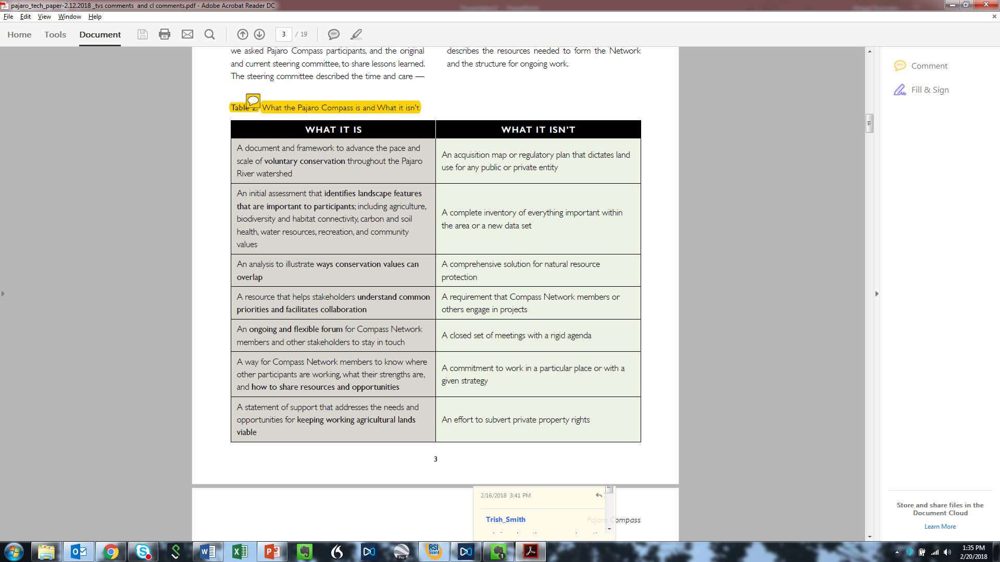 pajaro_tech_paper-2.12.2018 _tvs comments  and cl comments.pdf - Adobe Acrobat Reader DC
File Edit View Window Help
Home Tools Document 3 / 19
we asked Pajaro Compass participants, and the original
and current steering committee, to share lessons learned.
The steering committee described the time and care —
describes the resources needed to form the Network
and the structure for ongoing work.
Table 2. What the Pajaro Compass is and What it isn't
WHAT IT IS
WHAT IT ISN'T
A document and framework to advance the pace and
scale of voluntary conservation throughout the Pajaro
River watershed
An acquisition map or regulatory plan that dictates land
use for any public or private entity
An initial assessment that identifies landscape features
that are important to participants; including agriculture,
biodiversity and habitat connectivity, carbon and soil
health, water resources, recreation, and community
values
A complete inventory of everything important within
the area or a new data set
An analysis to illustrate ways conservation values can
overlap
A comprehensive solution for natural resource
protection
A resource that helps stakeholders understand common
priorities and facilitates collaboration
A requirement that Compass Network members or
others engage in projects
An ongoing and flexible forum for Compass Network
members and other stakeholders to stay in touch
A closed set of meetings with a rigid agenda
A way for Compass Network members to know where
other participants are working, what their strengths are,
and how to share resources and opportunities
A commitment to work in a particular place or with a
given strategy
A statement of support that addresses the needs and
opportunities for keeping working agricultural lands
viable
An effort to subvert private property rights
3
2/16/2018 3:41 PM
Trish_Smith
Pajaro Compass
Comment
Fill & Sign
Store and share files in the
Document Cloud
Learn More
Pro
RSI
Guard
1
1:35 PM
2/20/2018